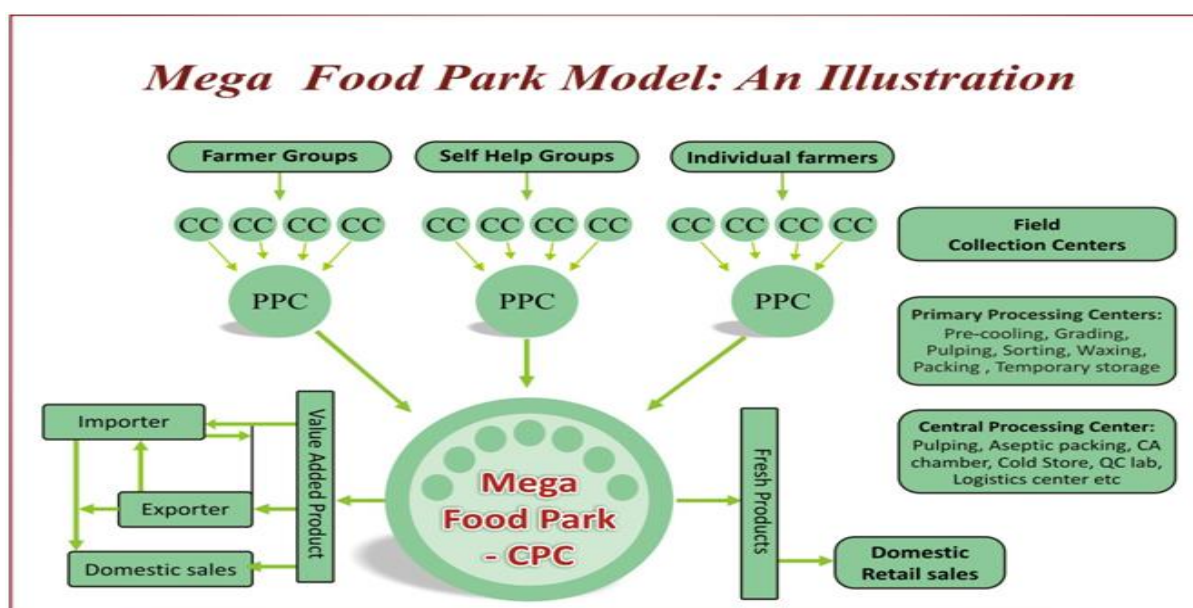 Mega Food Park Model: An Illustration
Farmer Groups
Self Help Groups
Individual farmers
CC CC CC CC
CC CC CC CC
CC CC CC CC
PPC
PPC
PPC
Field
Collection Centers
Primary Processing Centers:
Pre-cooling, Grading,
Pulping, Sorting, Waxing,
Packing , Temporary storage
Central Processing Center:
Pulping, Aseptic packing, CA
chamber, Cold Store, QC lab,
Logistics center etc
Importer
Exporter
Domestic sales
Value Added Product
Mega
Food Park
- CPC
Fresh Products
Domestic
Retail sales